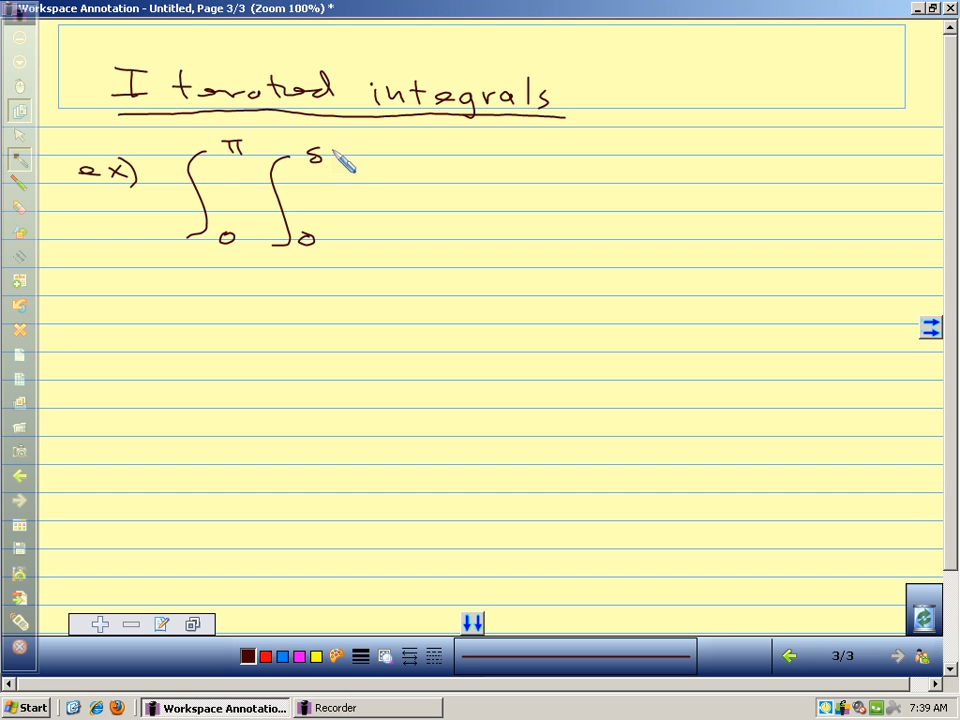 Workspace Annotation - Untitled, Page 3/3 (Zoom 100%) *
Iterated integrals
ex) ∫ π 0 ∫ s 0
3/3
Start
Workspace Annotatio...
Recorder
7:39 AM